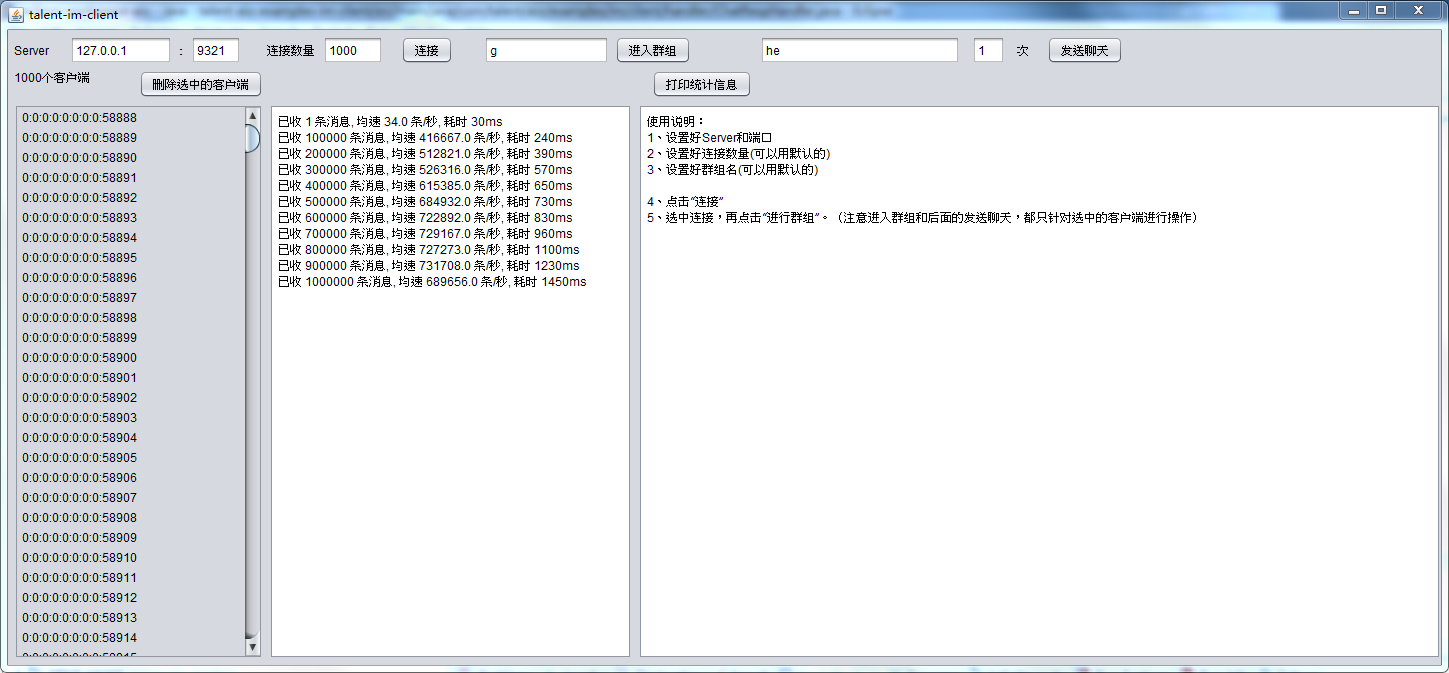 talent-im-client
Server 127.0.0.1 : 9321 连接数量 1000 连接 g 进入群组 he 1 次 发送聊天
1000个客户端 删除选中的客户端 打印统计信息
0:0:0:0:0:0:0:0:58888
0:0:0:0:0:0:0:0:58889
0:0:0:0:0:0:0:0:58890
0:0:0:0:0:0:0:0:58891
0:0:0:0:0:0:0:0:58892
0:0:0:0:0:0:0:0:58893
0:0:0:0:0:0:0:0:58894
0:0:0:0:0:0:0:0:58895
0:0:0:0:0:0:0:0:58896
0:0:0:0:0:0:0:0:58897
0:0:0:0:0:0:0:0:58898
0:0:0:0:0:0:0:0:58899
0:0:0:0:0:0:0:0:58900
0:0:0:0:0:0:0:0:58901
0:0:0:0:0:0:0:0:58902
0:0:0:0:0:0:0:0:58903
0:0:0:0:0:0:0:0:58904
0:0:0:0:0:0:0:0:58905
0:0:0:0:0:0:0:0:58906
0:0:0:0:0:0:0:0:58907
0:0:0:0:0:0:0:0:58908
0:0:0:0:0:0:0:0:58909
0:0:0:0:0:0:0:0:58910
0:0:0:0:0:0:0:0:58911
0:0:0:0:0:0:0:0:58912
0:0:0:0:0:0:0:0:58913
0:0:0:0:0:0:0:0:58914
已收 1 条消息, 均速 34.0 条/秒, 耗时 30ms
已收 100000 条消息, 均速 416667.0 条/秒, 耗时 240ms
已收 200000 条消息, 均速 512821.0 条/秒, 耗时 390ms
已收 300000 条消息, 均速 526316.0 条/秒, 耗时 570ms
已收 400000 条消息, 均速 615385.0 条/秒, 耗时 650ms
已收 500000 条消息, 均速 684932.0 条/秒, 耗时 730ms
已收 600000 条消息, 均速 722892.0 条/秒, 耗时 830ms
已收 700000 条消息, 均速 729167.0 条/秒, 耗时 960ms
已收 800000 条消息, 均速 727273.0 条/秒, 耗时 1100ms
已收 900000 条消息, 均速 731708.0 条/秒, 耗时 1230ms
已收 1000000 条消息, 均速 689656.0 条/秒, 耗时 1450ms
使用说明：
1、设置好Server和端口
2、设置好连接数量(可以用默认的)
3、设置好群组名(可以用默认的)
4、点击“连接”
5、选中连接，再点击“进行群组”。（注意进入群组和后面的发送聊天，都只针对选中的客户端进行操作）